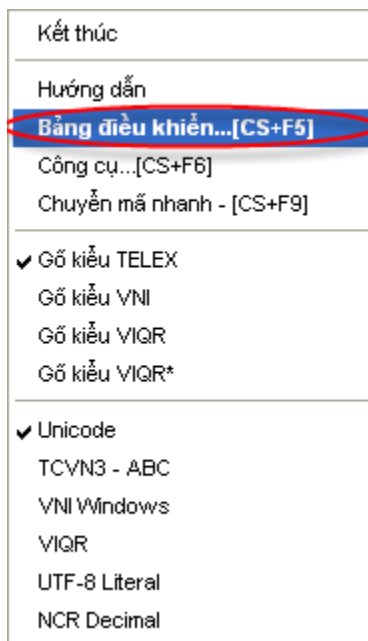 Kết thúc
Hướng dẫn
Bảng điều khiển...[CS+F5]
Công cụ...[CS+F6]
Chuyển mã nhanh - [CS+F9]
Gõ kiểu TELEX
Gõ kiểu VNI
Gõ kiểu VIQR
Gõ kiểu VIQR*
Unicode
TCVN3 - ABC
VNI Windows
VIQR
UTF-8 Literal
NCR Decimal